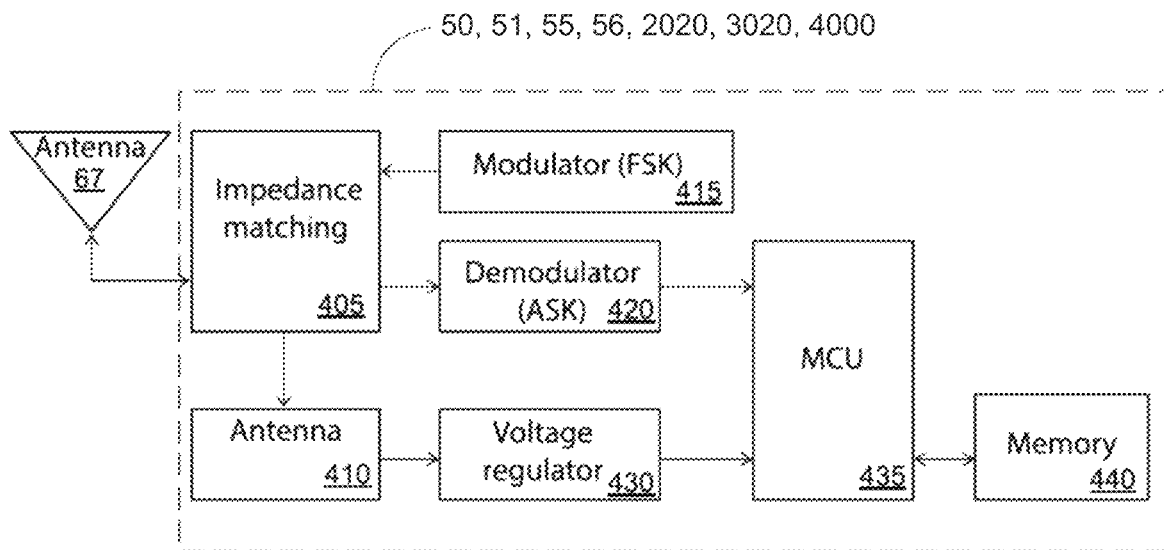 50, 51, 55, 56, 2020, 3020, 4000
Antenna
67
Impedance
matching
405
Modulator (FSK)
415
Demodulator
(ASK) 420
MCU
435
Antenna
410
Voltage
regulator 430
Memory
440